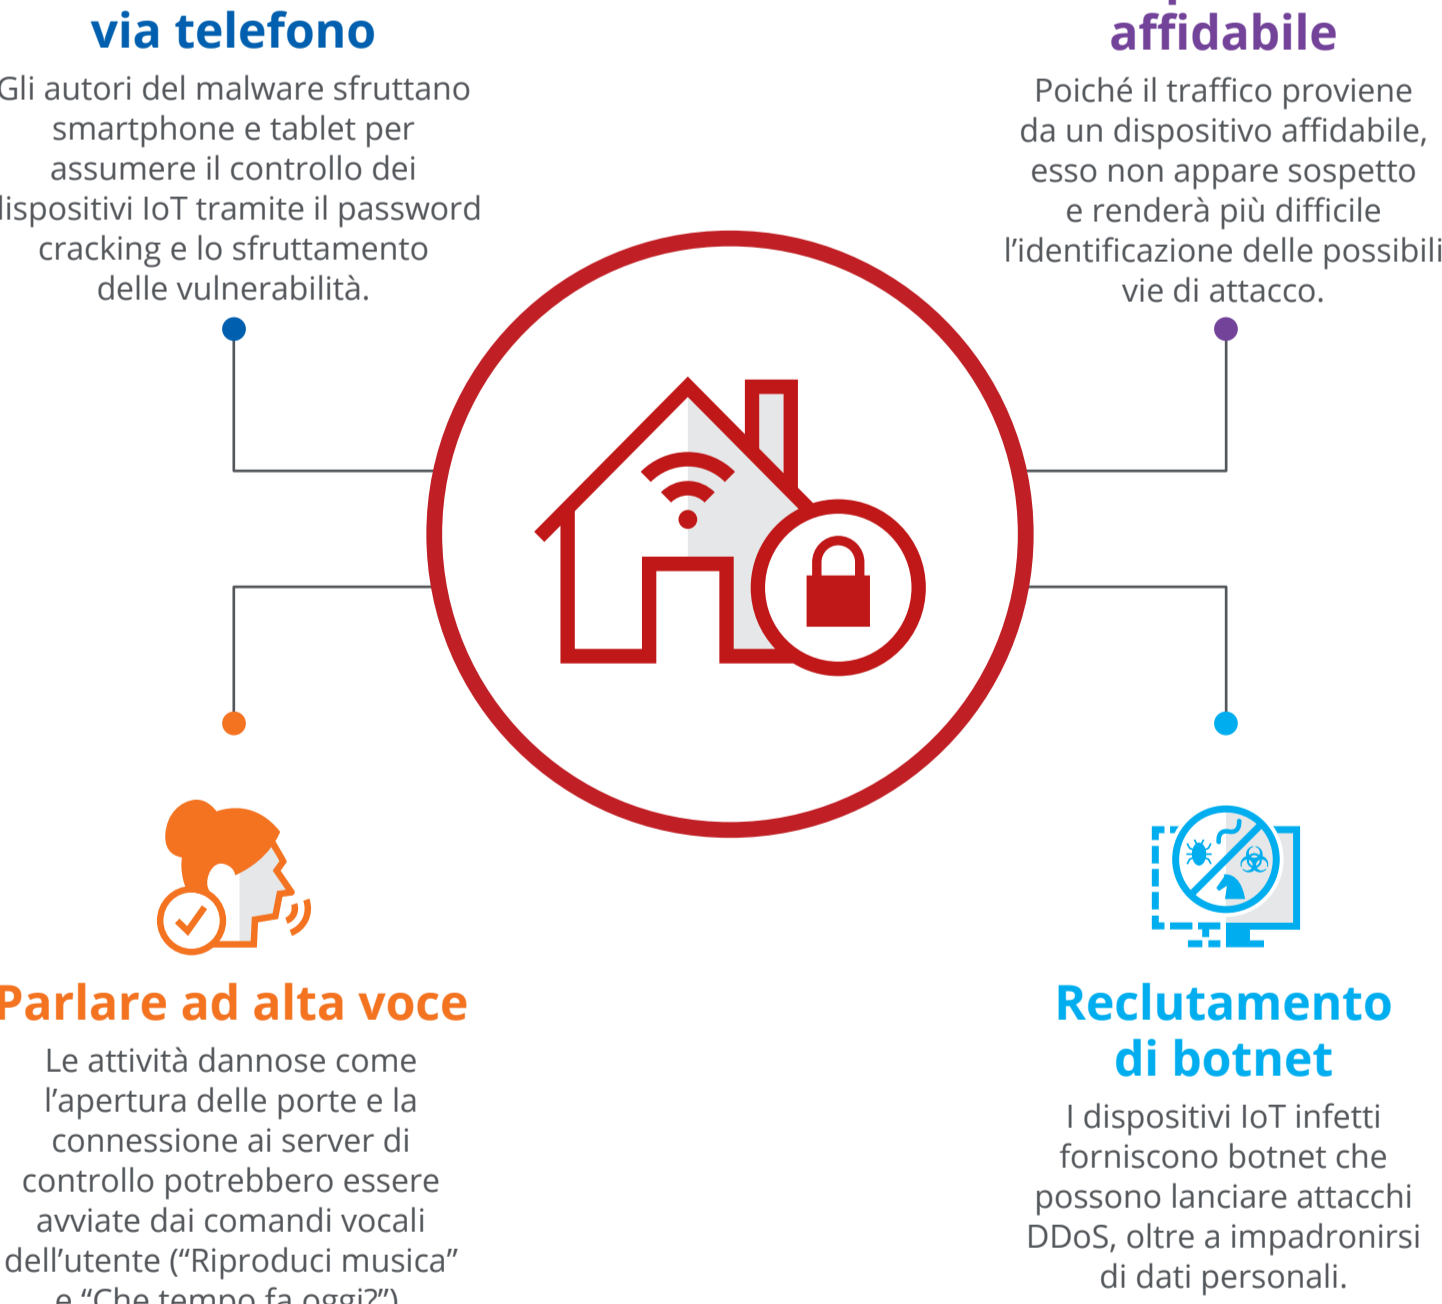 via telefono
Gli autori del malware sfruttano
smartphone e tablet per
assumere il controllo dei
dispositivi IoT tramite il password
cracking e lo sfruttamento
delle vulnerabilità.
affidabile
Poiché il traffico proviene
da un dispositivo affidabile,
esso non appare sospetto
e renderà più difficile
l’identificazione delle possibili
vie di attacco.
Parlare ad alta voce
Le attività dannose come
l’apertura delle porte e la
connessione ai server di
controllo potrebbero essere
avviate dai comandi vocali
dell’utente (“Riproduci musica”
e “Che tempo fa oggi?”)
Reclutamento
di botnet
I dispositivi IoT infetti
forniscono botnet che
possono lanciare attacchi
DDoS, oltre a impadronirsi
di dati personali.